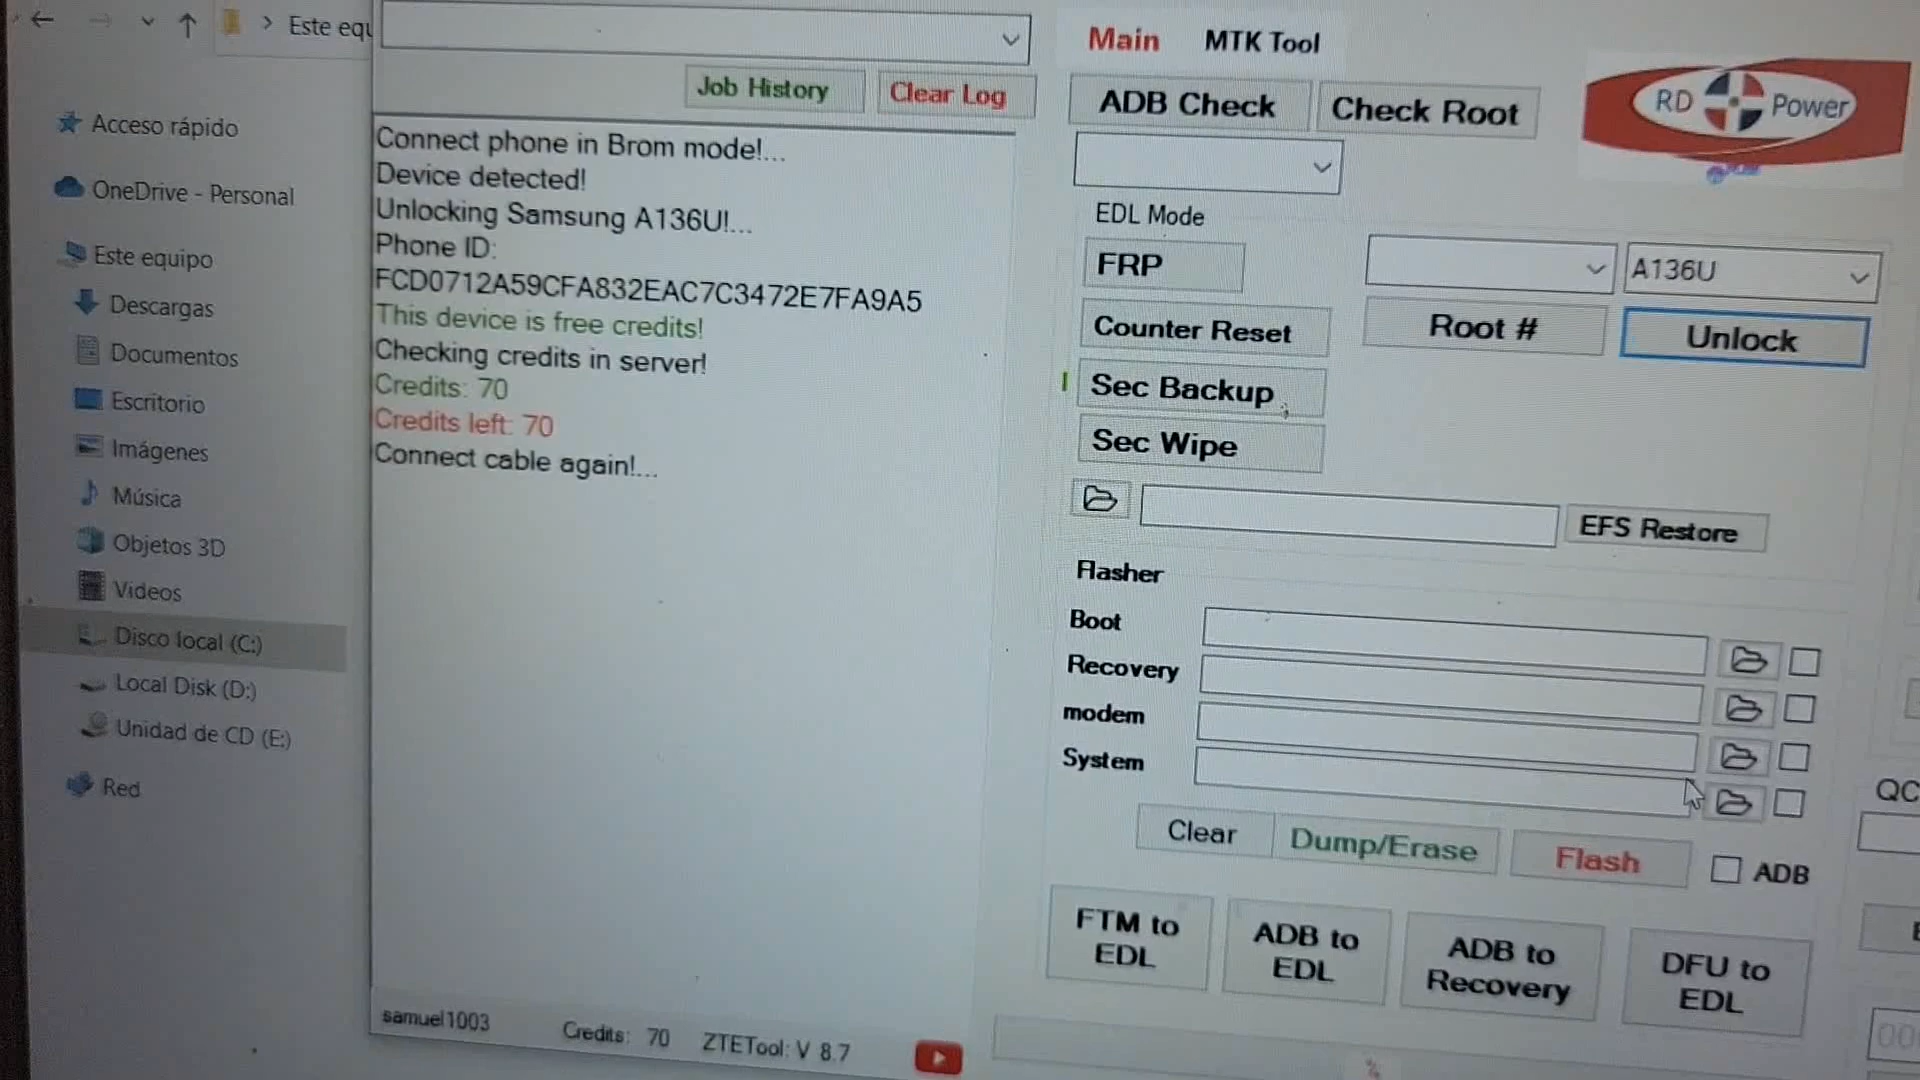 Este equ
Acceso rápido
OneDrive - Personal
Este equipo
Descargas
Documentos
Escritorio
Imágenes
Música
Objetos 3D
Videos
Disco local (C:)
Local Disk (D:)
Unidad de CD (E:)
Red
Job History
Clear Log
Connect phone in Brom mode!...
Device detected!
Unlocking Samsung A136U!...
Phone ID:
FCD0712A59CFA832EAC7C3472E7FA9A5
This device is free credits!
Checking credits in server!
Credits: 70
Credits left: 70
Connect cable again!...
samuel1003 Credits: 70 ZTETool: V 8.7
Main MTK Tool
ADB Check Check Root
RD Power
EDL Mode
FRP
A136U
Counter Reset
Root #
Unlock
Sec Backup
Sec Wipe
EFS Restore
Flasher
Boot
Recovery
modem
System
Clear Dump/Erase Flash ADB
FTM to
EDL
ADB to
EDL
ADB to
Recovery
DFU to
EDL
QC
%